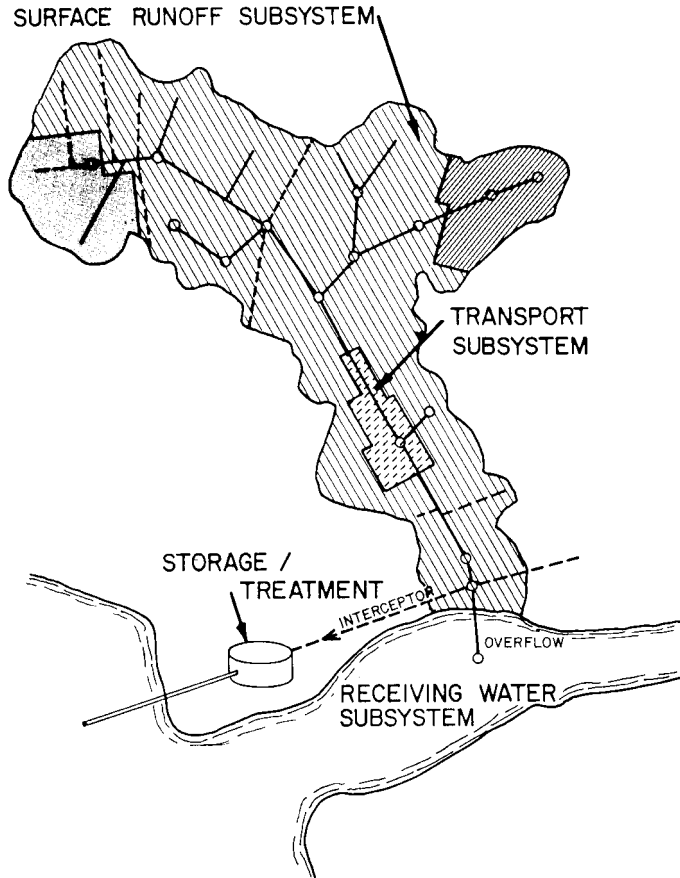 SURFACE RUNOFF SUBSYSTEM
TRANSPORT
SUBSYSTEM
STORAGE /
TREATMENT
INTERCEPTOR
OVERFLOW
RECEIVING WATER
SUBSYSTEM